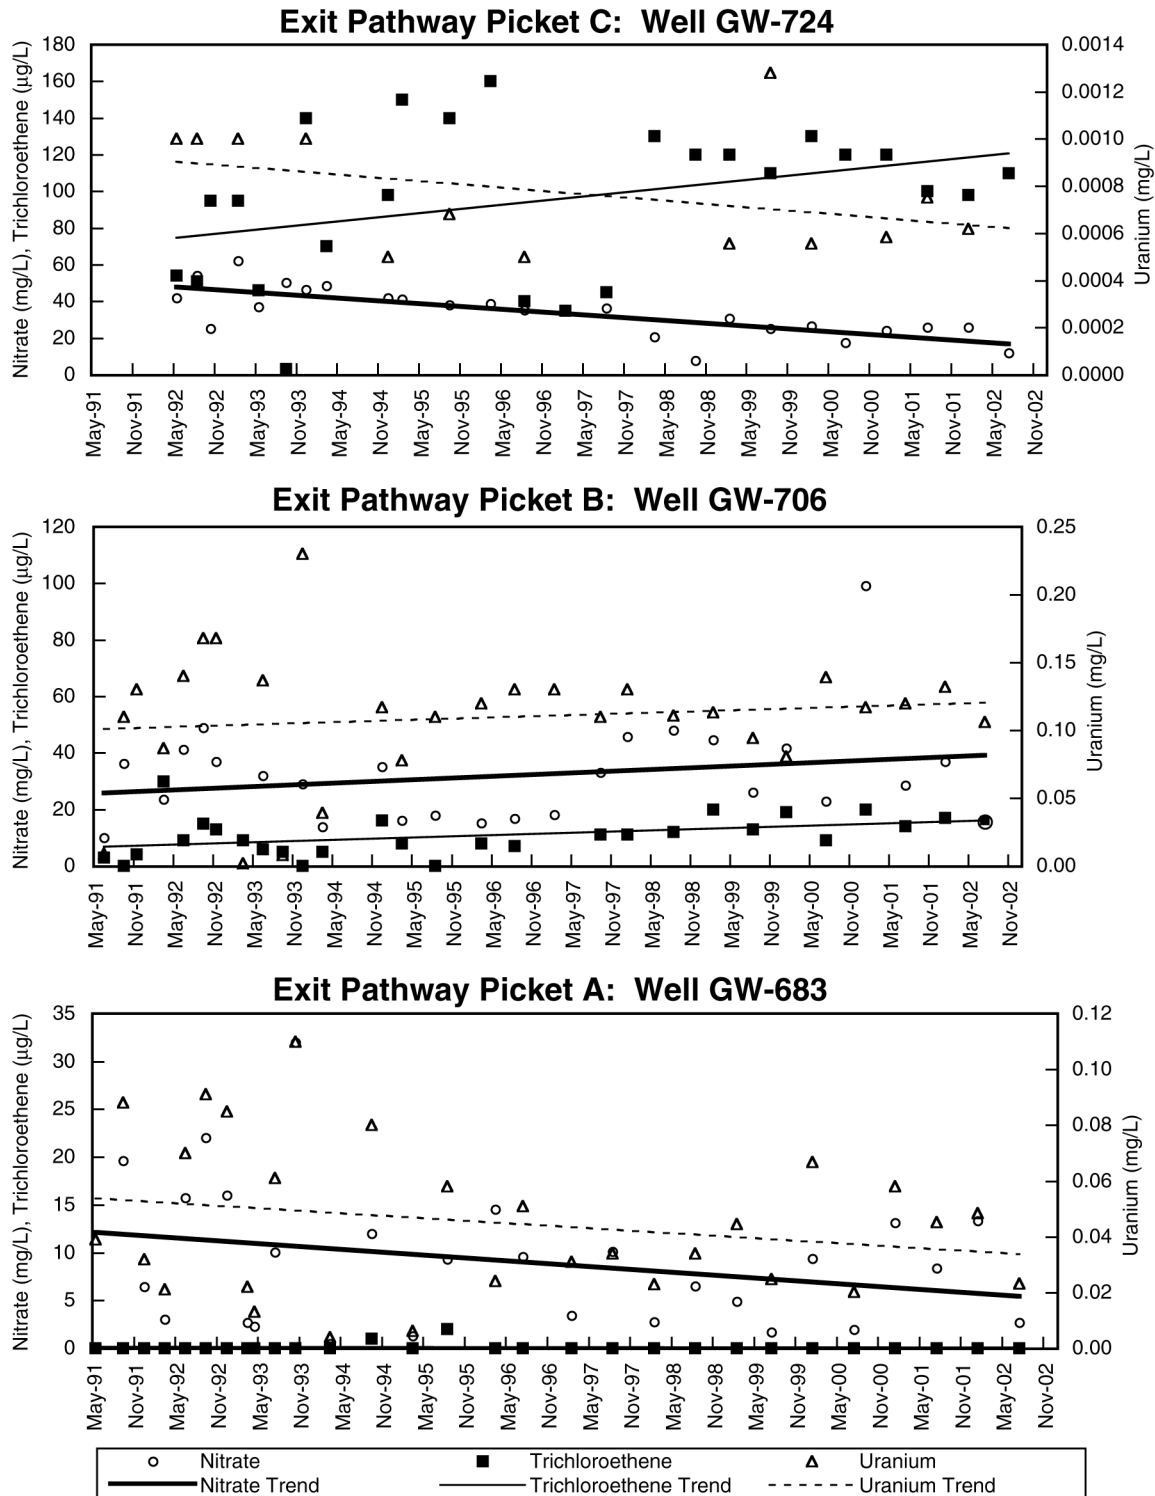 Exit Pathway Picket C: Well GW-724
Nitrate (mg/L), Trichloroethene (µg/L)
180
160
140
120
100
80
60
40
20
0
0.0014
0.0012
0.0010
0.0008
0.0006
0.0004
0.0002
0.0000
Uranium (mg/L)
May-91
Nov-91
May-92
Nov-92
May-93
Nov-93
May-94
Nov-94
May-95
Nov-95
May-96
Nov-96
May-97
Nov-97
May-98
Nov-98
May-99
Nov-99
May-00
Nov-00
May-01
Nov-01
May-02
Nov-02
Exit Pathway Picket B: Well GW-706
Nitrate (mg/L), Trichloroethene (µg/L)
120
100
80
60
40
20
0
0.25
0.20
0.15
0.10
0.05
0.00
Uranium (mg/L)
May-91
Nov-91
May-92
Nov-92
May-93
Nov-93
May-94
Nov-94
May-95
Nov-95
May-96
Nov-96
May-97
Nov-97
May-98
Nov-98
May-99
Nov-99
May-00
Nov-00
May-01
Nov-01
May-02
Nov-02
Exit Pathway Picket A: Well GW-683
Nitrate (mg/L), Trichloroethene (µg/L)
35
30
25
20
15
10
5
0
0.12
0.10
0.08
0.06
0.04
0.02
0.00
Uranium (mg/L)
May-91
Nov-91
May-92
Nov-92
May-93
Nov-93
May-94
Nov-94
May-95
Nov-95
May-96
Nov-96
May-97
Nov-97
May-98
Nov-98
May-99
Nov-99
May-00
Nov-00
May-01
Nov-01
May-02
Nov-02
Nitrate Trichloroethene Uranium
Nitrate Trend Trichloroethene Trend Uranium Trend